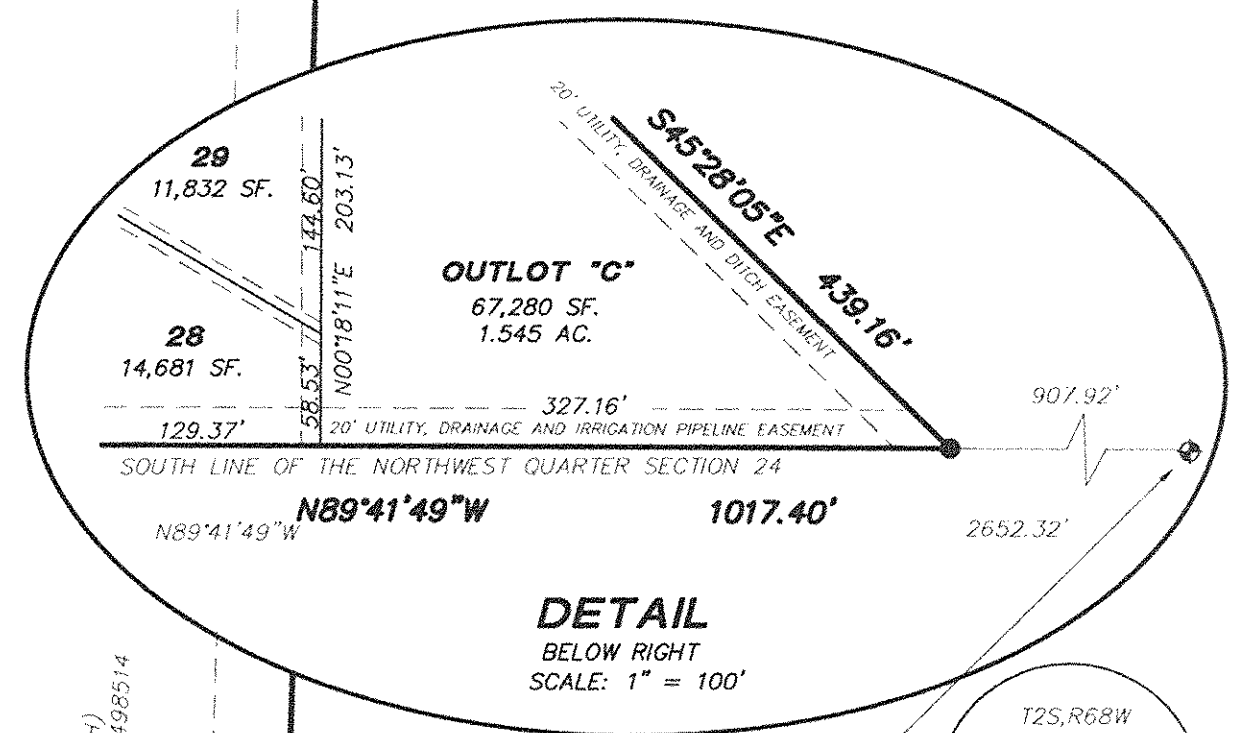 29
11,832 SF.
144.60'
N00°18'11"E 203.13'
58.53'
28
14,681 SF.
OUTLOT "C"
67,280 SF.
1.545 AC.
20' UTILITY, DRAINAGE AND DITCH EASEMENT
S45°28'05"E 439.16'
907.92'
327.16'
129.37'
20' UTILITY, DRAINAGE AND IRRIGATION PIPELINE EASEMENT
SOUTH LINE OF THE NORTHWEST QUARTER SECTION 24
N89°41'49"W 1017.40'
N89°41'49"W 2652.32'
DETAIL
BELOW RIGHT
SCALE: 1" = 100'
H)
498514
T2S,R68W